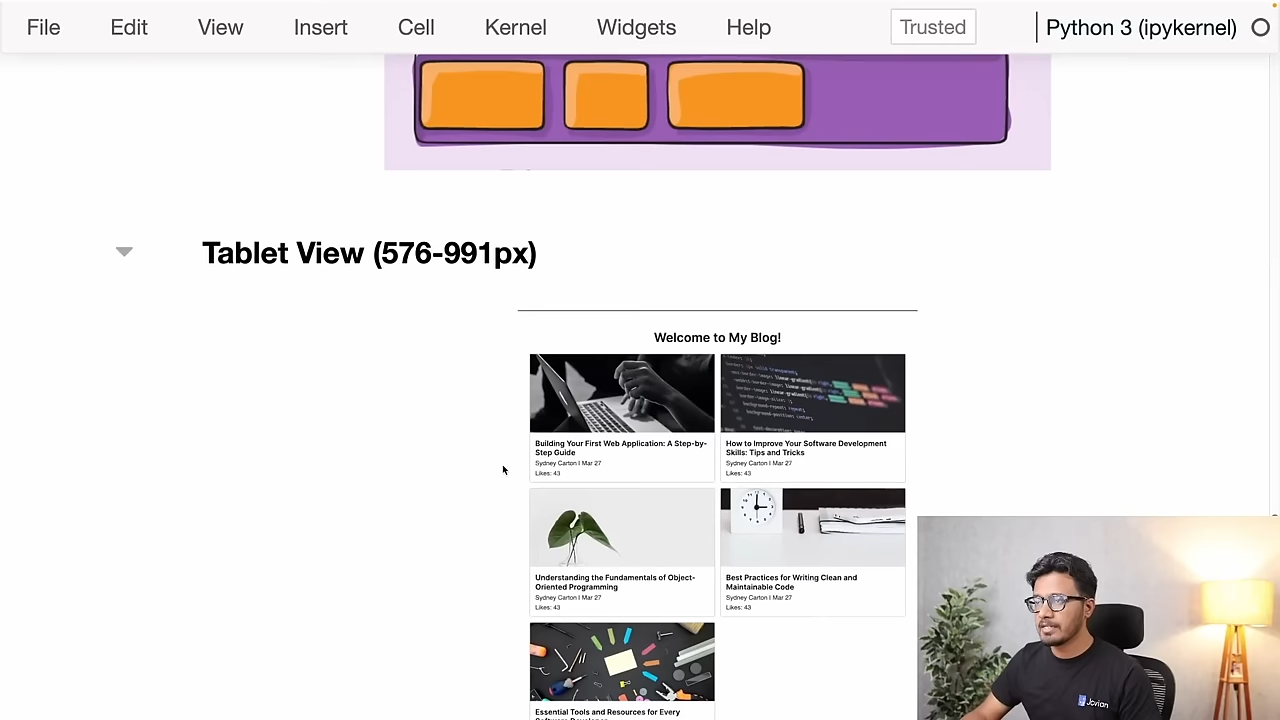 File Edit View Insert Cell Kernel Widgets Help Trusted Python 3 (ipykernel)
Tablet View (576-991px)
Welcome to My Blog!
Building Your First Web Application: A Step-by-
Step Guide
Sydney Carton I Mar 27
Likes: 43
How to Improve Your Software Development
Skills: Tips and Tricks
Sydney Carton I Mar 27
Likes: 43
Understanding the Fundamentals of Object-
Oriented Programming
Sydney Carton I Mar 27
Likes: 43
Best Practices for Writing Clean and
Maintainable Code
Sydney Carton I Mar 27
Likes: 43
Essential Tools and Resources for Every
Software Developer
Jovian